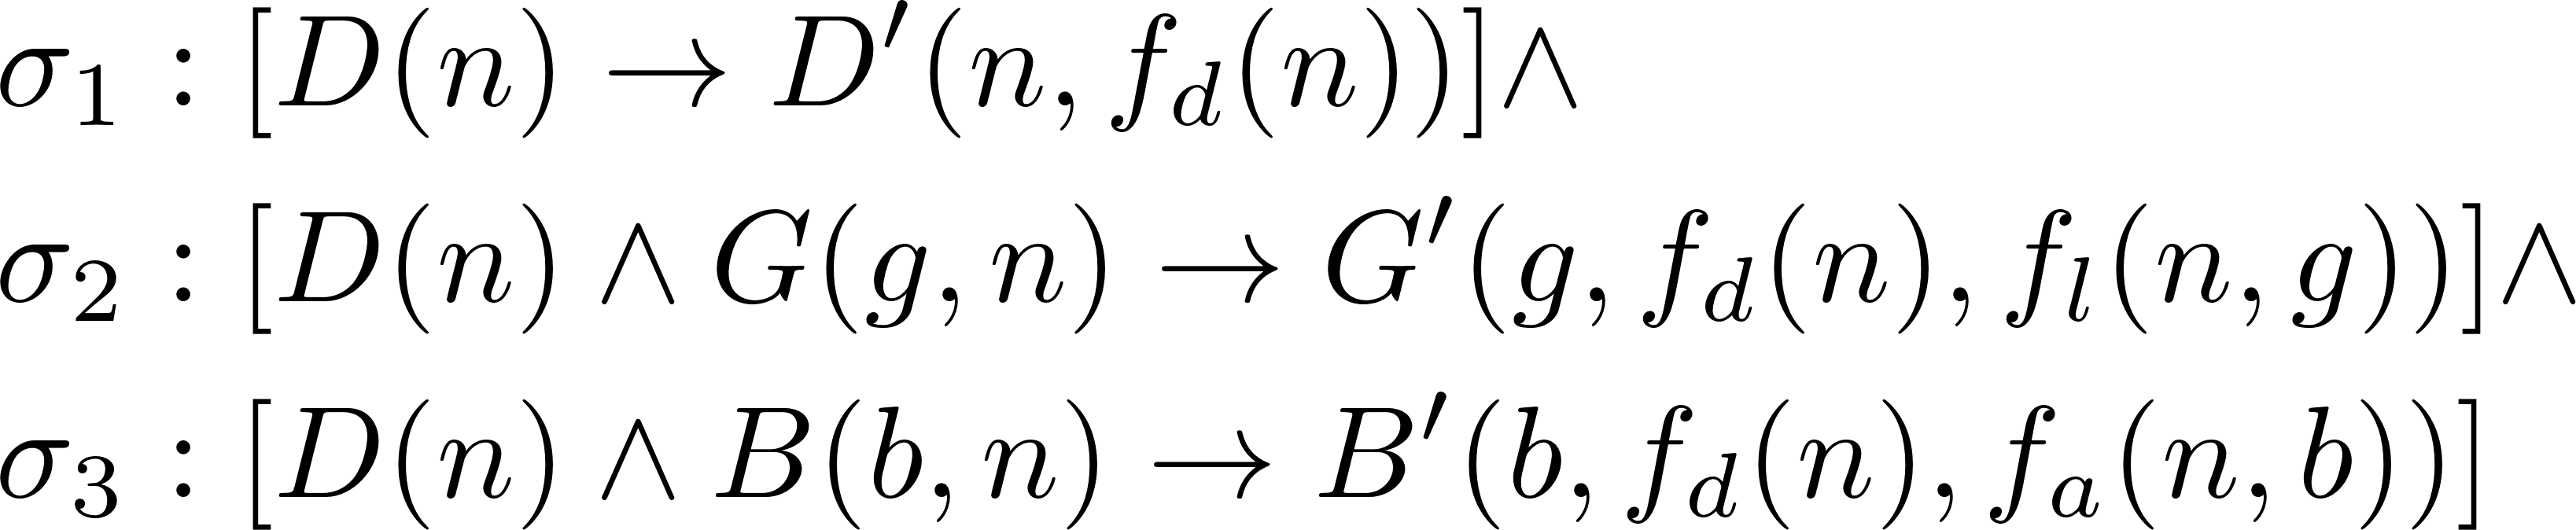 σ₁ : [D(n) → D′(n, f_d(n))]∧
σ₂ : [D(n) ∧ G(g, n) → G′(g, f_d(n), f_l(n, g))]∧
σ₃ : [D(n) ∧ B(b, n) → B′(b, f_d(n), f_a(n, b))]